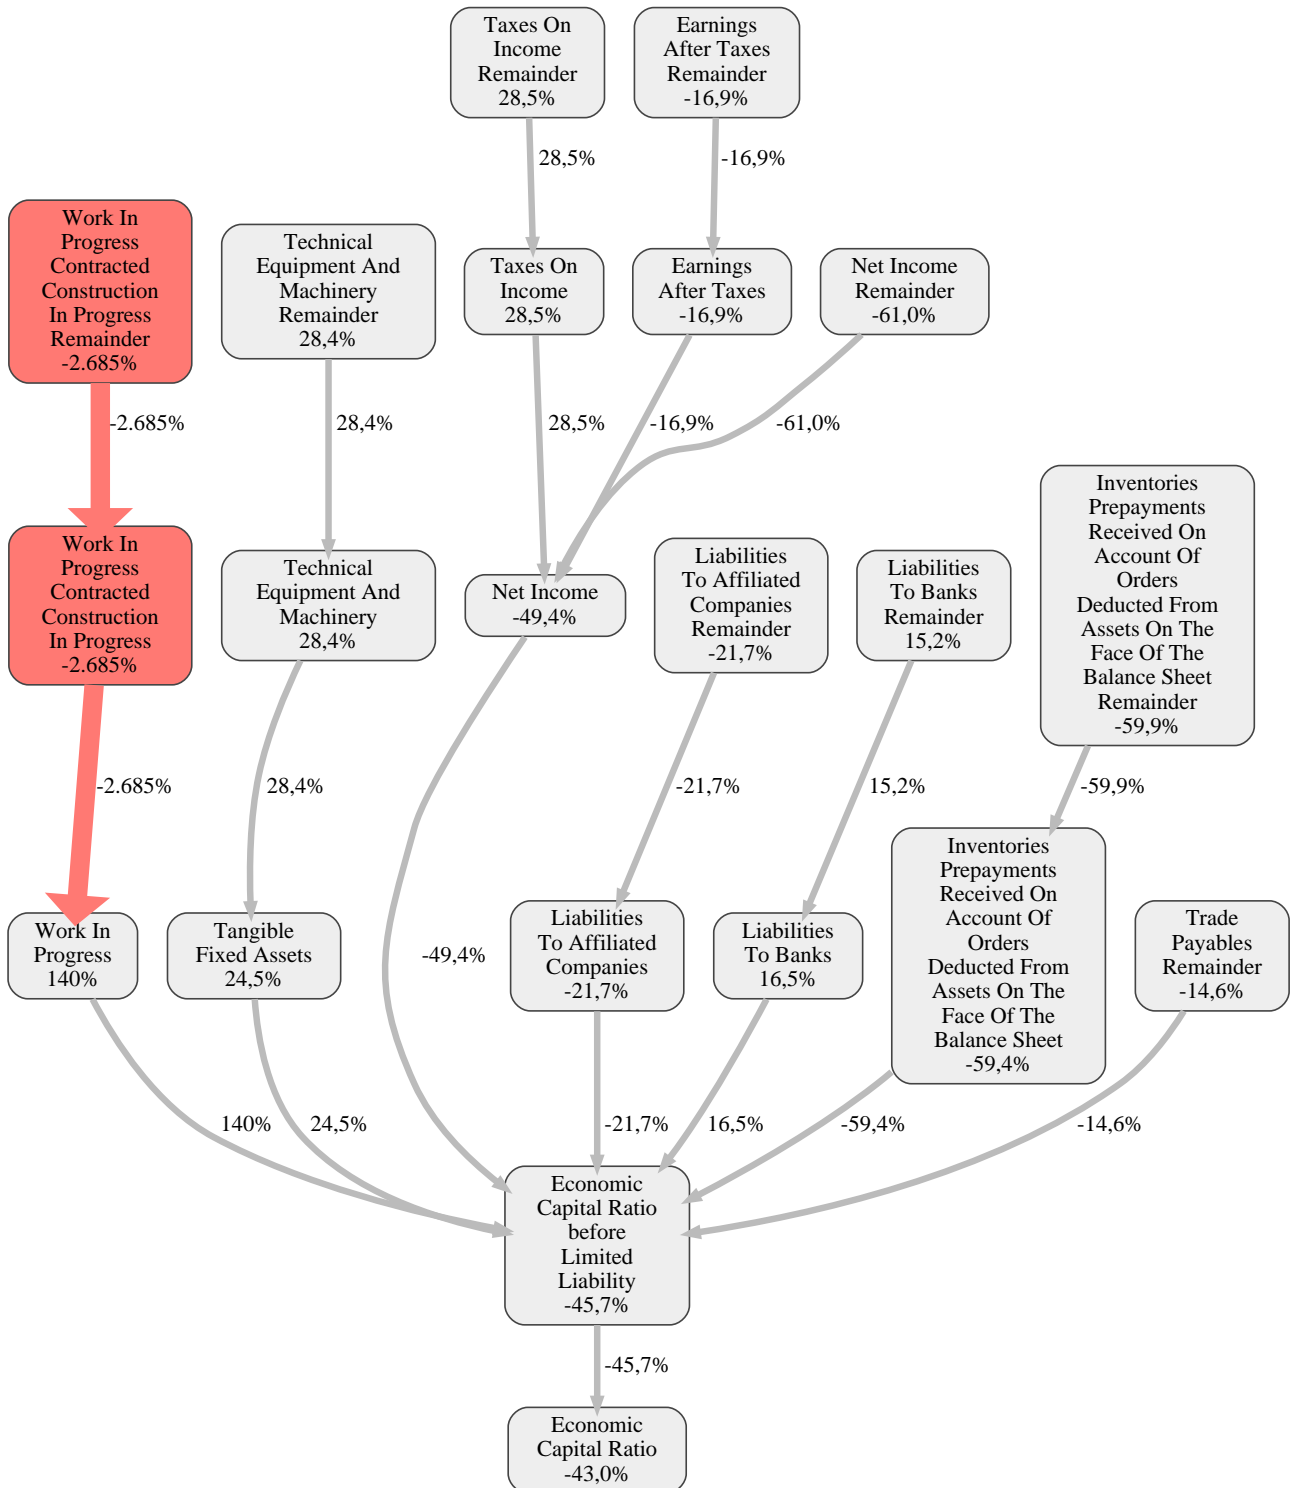 Taxes On
Income
Remainder
28,5%
Earnings
After Taxes
Remainder
-16,9%
28,5%
-16,9%
Work In
Progress
Contracted
Construction
In Progress
Remainder
-2.685%
Technical
Equipment And
Machinery
Remainder
28,4%
Taxes On
Income
28,5%
Earnings
After Taxes
-16,9%
Net Income
Remainder
-61,0%
-2.685%
28,4%
28,5%
-16,9%
-61,0%
Work In
Progress
Contracted
Construction
In Progress
-2.685%
Technical
Equipment And
Machinery
28,4%
Net Income
-49,4%
Liabilities
To Affiliated
Companies
Remainder
-21,7%
Liabilities
To Banks
Remainder
15,2%
Inventories
Prepayments
Received On
Account Of
Orders
Deducted From
Assets On The
Face Of The
Balance Sheet
Remainder
-59,9%
-2.685%
28,4%
-21,7%
15,2%
-59,9%
Work In
Progress
140%
Tangible
Fixed Assets
24,5%
-49,4%
Liabilities
To Affiliated
Companies
-21,7%
Liabilities
To Banks
16,5%
Inventories
Prepayments
Received On
Account Of
Orders
Deducted From
Assets On The
Face Of The
Balance Sheet
-59,4%
Trade
Payables
Remainder
-14,6%
140%
24,5%
-21,7%
16,5%
-59,4%
-14,6%
Economic
Capital Ratio
before
Limited
Liability
-45,7%
-45,7%
Economic
Capital Ratio
-43,0%